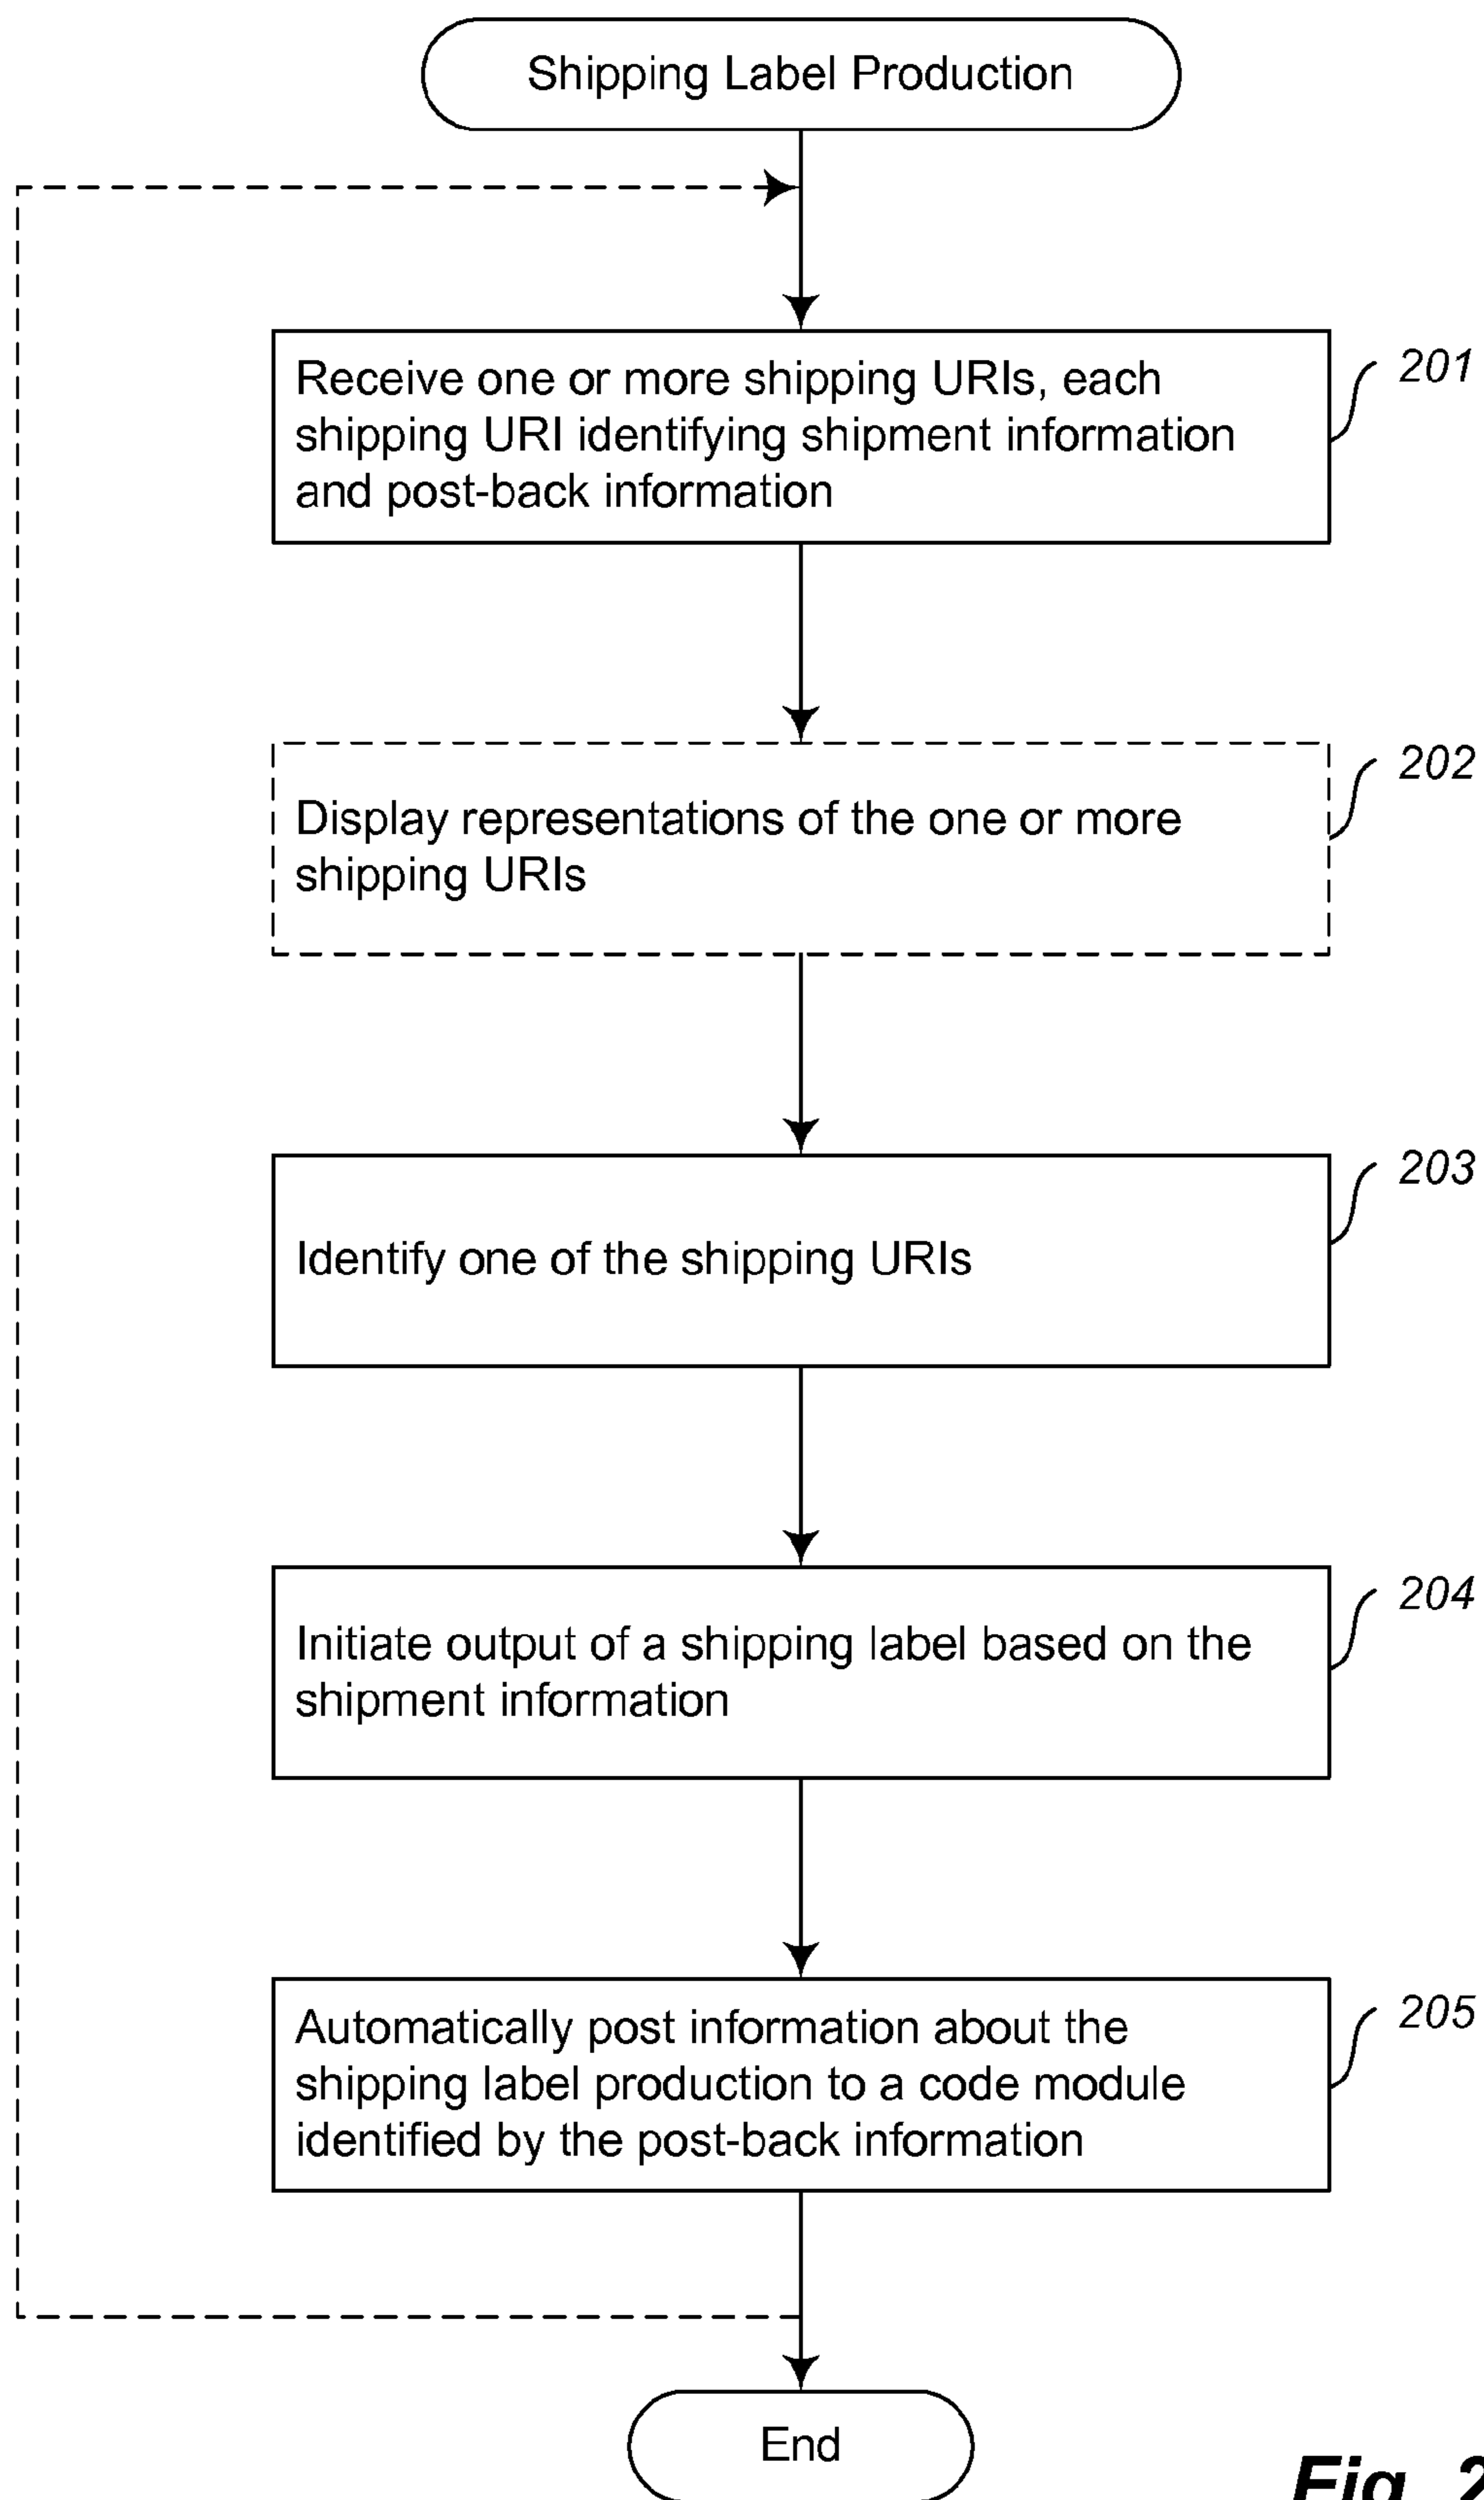 Shipping Label Production
Receive one or more shipping URIs, each
shipping URI identifying shipment information
and post-back information
201
Display representations of the one or more
shipping URIs
202
Identify one of the shipping URIs
203
Initiate output of a shipping label based on the
shipment information
204
Automatically post information about the
shipping label production to a code module
identified by the post-back information
205
End
Fig. 2